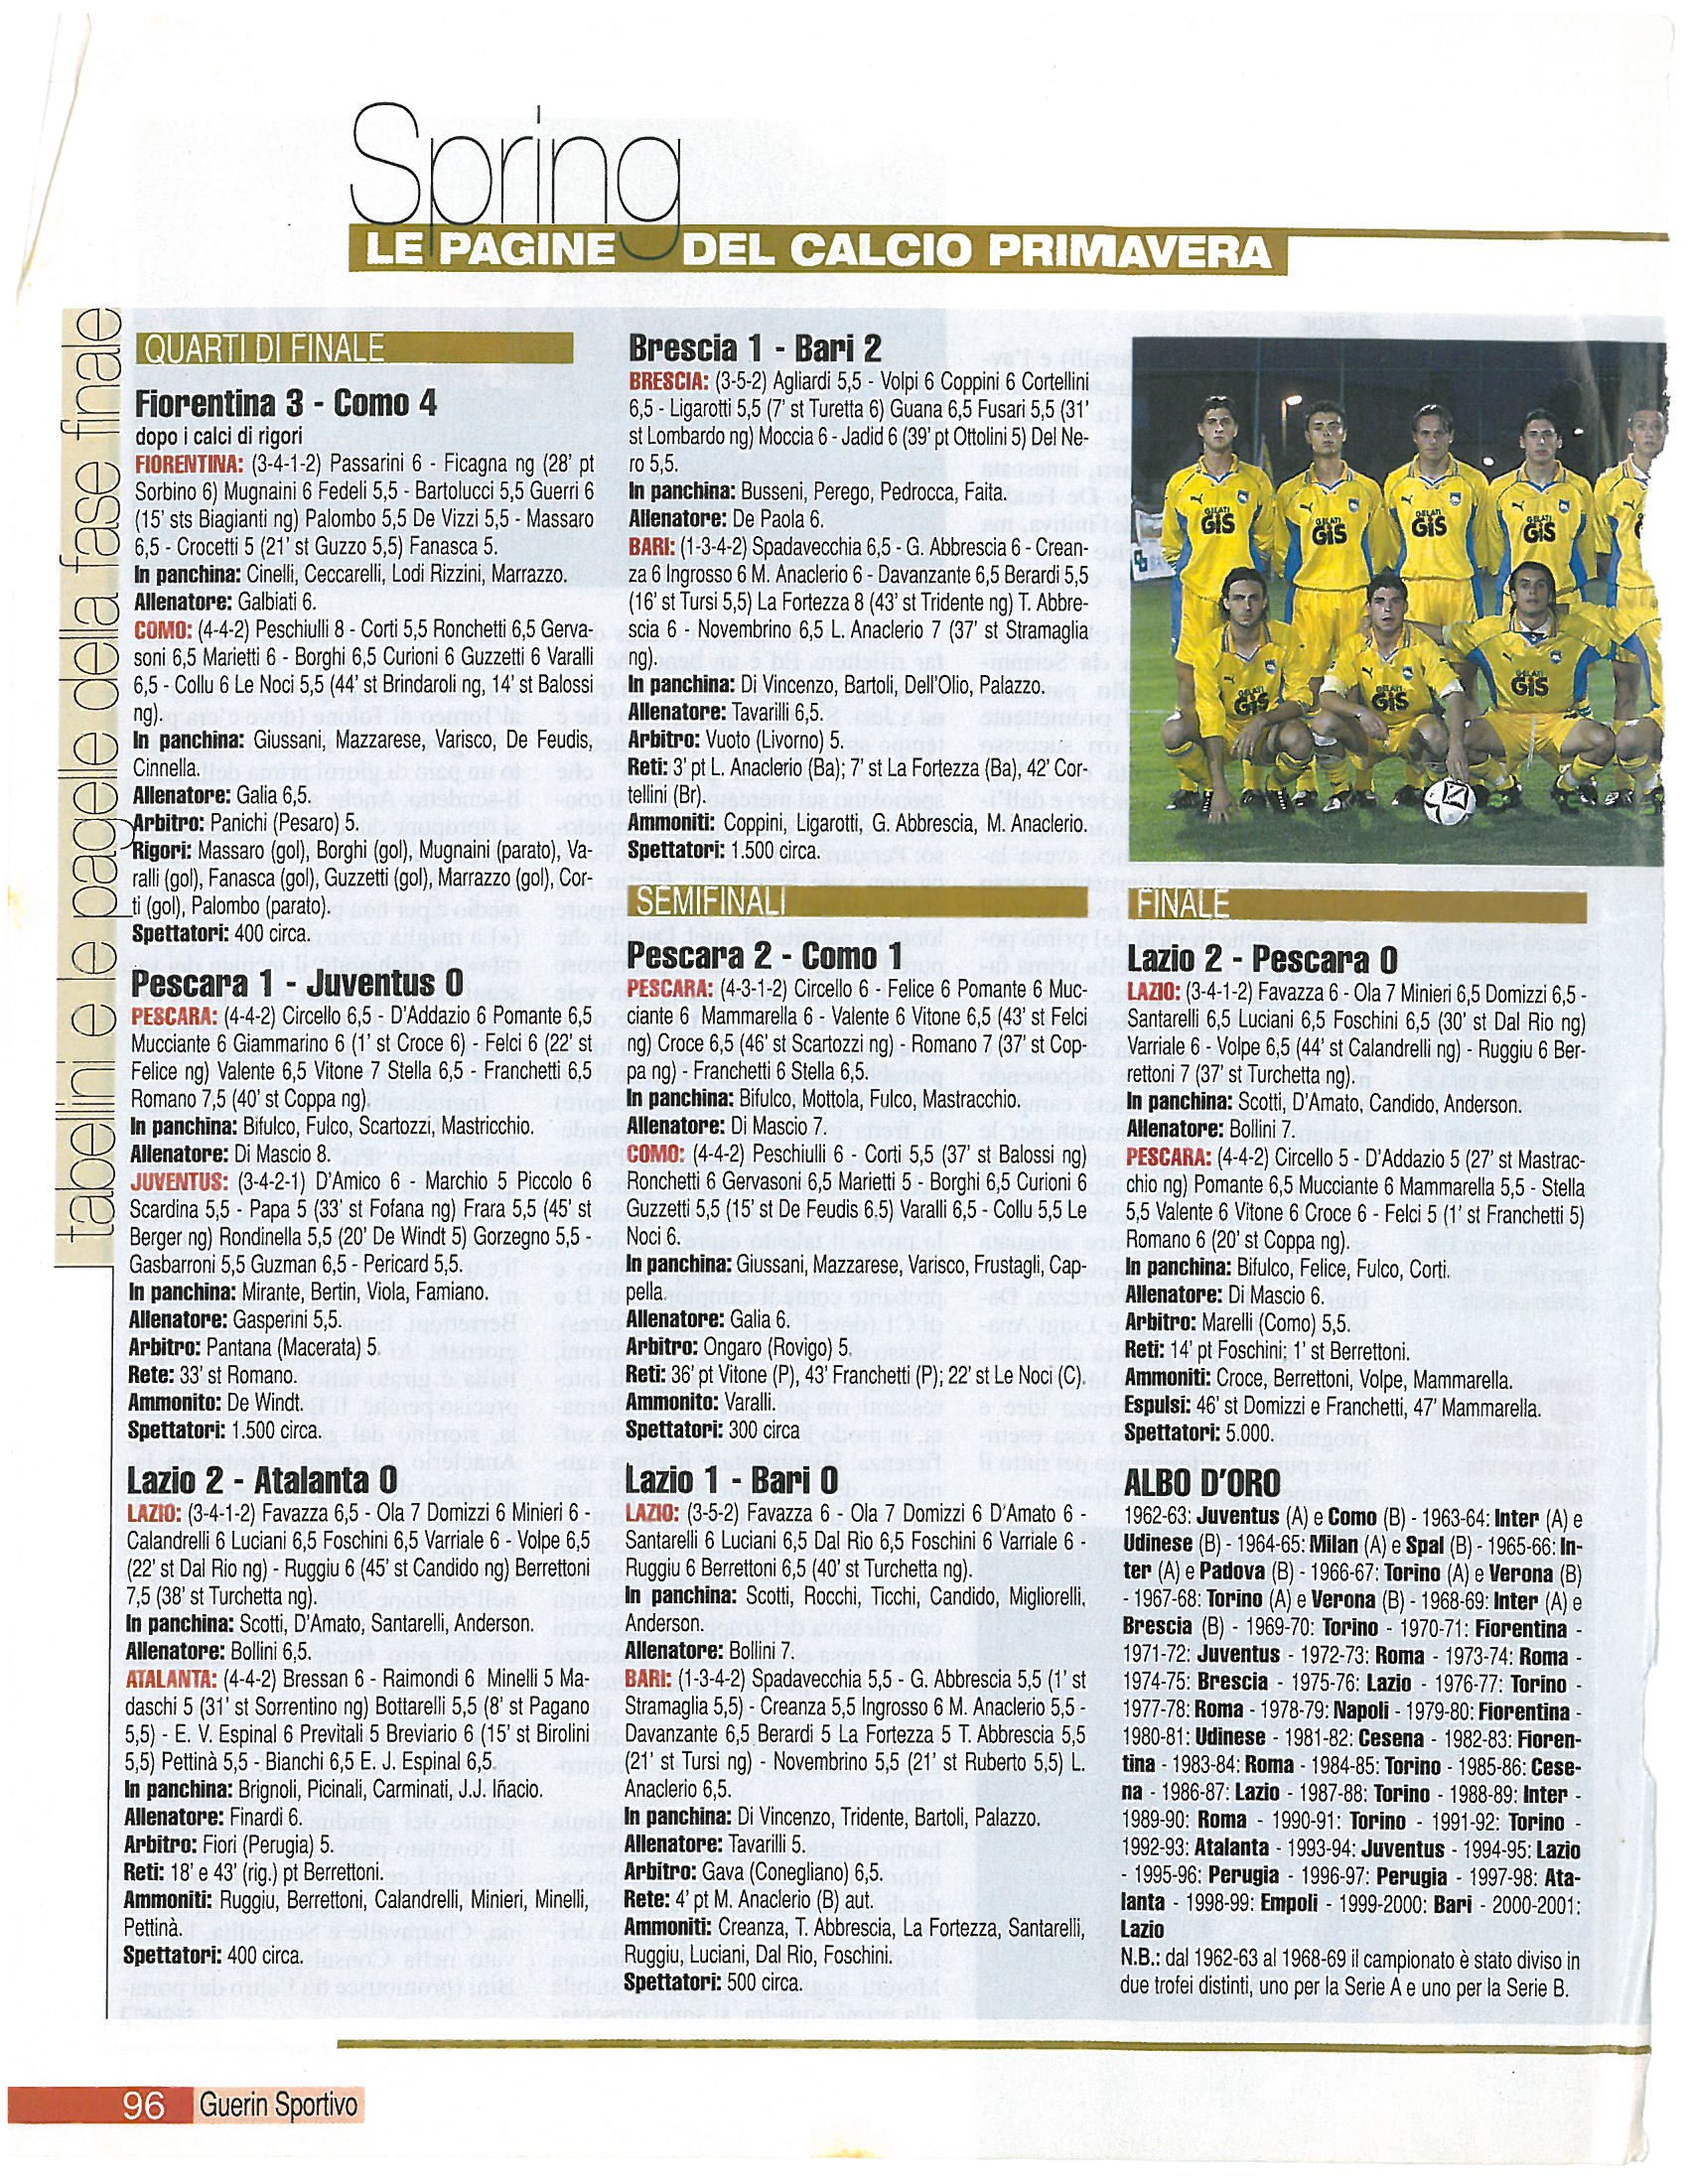 Spring
LE PAGINE DEL CALCIO PRIMAVERA
tabellini e le pagelle della fase finale
QUARTI DI FINALE
Fiorentina 3 - Como 4
dopo i calci di rigori
FIORENTINA: (3-4-1-2) Passarini 6 - Ficagna ng (28' pt
Sorbino 6) Mugnaini 6 Fedeli 5,5 - Bartolucci 5,5 Guerri 6
(15' sts Biagianti ng) Palombo 5,5 De Vizzi 5,5 - Massaro
6,5 - Crocetti 5 (21' st Guzzo 5,5) Fanasca 5.
In panchina: Cinelli, Ceccarelli, Lodi Rizzini, Marrazzo.
Allenatore: Galbiati 6.
COMO: (4-4-2) Peschiulli 8 - Corti 5,5 Ronchetti 6,5 Gerva-
soni 6,5 Marietti 6 - Borghi 6,5 Curioni 6 Guzzetti 6 Varalli
6,5 - Collu 6 Le Noci 5,5 (44' st Brindaroli ng, 14' st Balossi
ng).
In panchina: Giussani, Mazzarese, Varisco, De Feudis,
Cinnella.
Allenatore: Galia 6,5.
Arbitro: Panichi (Pesaro) 5.
Rigori: Massaro (gol), Borghi (gol), Mugnaini (parato), Va-
ralli (gol), Fanasca (gol), Guzzetti (gol), Marrazzo (gol), Cor-
ti (gol), Palombo (parato).
Spettatori: 400 circa.
Pescara 1 - Juventus 0
PESCARA: (4-4-2) Circello 6,5 - D'Addazio 6 Pomante 6,5
Mucciante 6 Giammarino 6 (1' st Croce 6) - Felci 6 (22' st
Felice ng) Valente 6,5 Vitone 7 Stella 6,5 - Franchetti 6,5
Romano 7,5 (40' st Coppa ng).
In panchina: Bifulco, Fulco, Scartozzi, Mastricchio.
Allenatore: Di Mascio 8.
JUVENTUS: (3-4-2-1) D'Amico 6 - Marchio 5 Piccolo 6
Scardina 5,5 - Papa 5 (33' st Fofana ng) Frara 5,5 (45' st
Berger ng) Rondinella 5,5 (20' De Windt 5) Gorzegno 5,5 -
Gasbarroni 5,5 Guzman 6,5 - Pericard 5,5.
In panchina: Mirante, Bertin, Viola, Famiano.
Allenatore: Gasperini 5,5.
Arbitro: Pantana (Macerata) 5.
Rete: 33' st Romano.
Ammonito: De Windt.
Spettatori: 1.500 circa.
Lazio 2 - Atalanta 0
LAZIO: (3-4-1-2) Favazza 6,5 - Ola 7 Domizzi 6 Minieri 6 -
Calandrelli 6 Luciani 6,5 Foschini 6,5 Varriale 6 - Volpe 6,5
(22' st Dal Rio ng) - Ruggiu 6 (45' st Candido ng) Berrettoni
7,5 (38' st Turchetta ng).
In panchina: Scotti, D'Amato, Santarelli, Anderson.
Allenatore: Bollini 6,5.
ATALANTA: (4-4-2) Bressan 6 - Raimondi 6 Minelli 5 Ma-
daschi 5 (31' st Sorrentino ng) Bottarelli 5,5 (8' st Pagano
5,5) - E. V. Espinal 6 Previtali 5 Breviario 6 (15' st Birolini
5,5) Pettinà 5,5 - Bianchi 6,5 E. J. Espinal 6,5.
In panchina: Brignoli, Picinali, Carminati, J.J. Iñacio.
Allenatore: Finardi 6.
Arbitro: Fiori (Perugia) 5.
Reti: 18' e 43' (rig.) pt Berrettoni.
Ammoniti: Ruggiu, Berrettoni, Calandrelli, Minieri, Minelli,
Pettinà.
Spettatori: 400 circa.
Brescia 1 - Bari 2
BRESCIA: (3-5-2) Agliardi 5,5 - Volpi 6 Coppini 6 Cortellini
6,5 - Ligarotti 5,5 (7' st Turetta 6) Guana 6,5 Fusari 5,5 (31'
st Lombardo ng) Moccia 6 - Jadid 6 (39' pt Ottolini 5) Del Ne-
ro 5,5.
In panchina: Busseni, Perego, Pedrocca, Faita.
Allenatore: De Paola 6.
BARI: (1-3-4-2) Spadavecchia 6,5 - G. Abbrescia 6 - Crean-
za 6 Ingrosso 6 M. Anaclerio 6 - Davanzante 6,5 Berardi 5,5
(16' st Tursi 5,5) La Fortezza 8 (43' st Tridente ng) T. Abbre-
scia 6 - Novembrino 6,5 L. Anaclerio 7 (37' st Stramaglia
ng).
In panchina: Di Vincenzo, Bartoli, Dell'Olio, Palazzo.
Allenatore: Tavarilli 6,5.
Arbitro: Vuoto (Livorno) 5.
Reti: 3' pt L. Anaclerio (Ba); 7' st La Fortezza (Ba), 42' Cor-
tellini (Br).
Ammoniti: Coppini, Ligarotti, G. Abbrescia, M. Anaclerio.
Spettatori: 1.500 circa.
SEMIFINALI
Pescara 2 - Como 1
PESCARA: (4-3-1-2) Circello 6 - Felice 6 Pomante 6 Muc-
ciante 6 Mammarella 6 - Valente 6 Vitone 6,5 (43' st Felci
ng) Croce 6,5 (46' st Scartozzi ng) - Romano 7 (37' st Cop-
pa ng) - Franchetti 6 Stella 6,5.
In panchina: Bifulco, Mottola, Fulco, Mastracchio.
Allenatore: Di Mascio 7.
COMO: (4-4-2) Peschiulli 6 - Corti 5,5 (37' st Balossi ng)
Ronchetti 6 Gervasoni 6,5 Marietti 5 - Borghi 6,5 Curioni 6
Guzzetti 5,5 (15' st De Feudis 6,5) Varalli 6,5 - Collu 5,5 Le
Noci 6.
In panchina: Giussani, Mazzarese, Varisco, Frustagli, Cap-
pella.
Allenatore: Galia 6.
Arbitro: Ongaro (Rovigo) 5.
Reti: 36' pt Vitone (P), 43' Franchetti (P); 22' st Le Noci (C).
Ammonito: Varalli.
Spettatori: 300 circa
Lazio 1 - Bari 0
LAZIO: (3-5-2) Favazza 6 - Ola 7 Domizzi 6 D'Amato 6 -
Santarelli 6 Luciani 6,5 Dal Rio 6,5 Foschini 6 Varriale 6 -
Ruggiu 6 Berrettoni 6,5 (40' st Turchetta ng).
In panchina: Scotti, Rocchi, Ticchi, Candido, Migliorelli,
Anderson.
Allenatore: Bollini 7.
BARI: (1-3-4-2) Spadavecchia 5,5 - G. Abbrescia 5,5 (1' st
Stramaglia 5,5) - Creanza 5,5 Ingrosso 6 M. Anaclerio 5,5 -
Davanzante 6,5 Berardi 5 La Fortezza 5 T. Abbrescia 5,5
(21' st Tursi ng) - Novembrino 5,5 (21' st Ruberto 5,5) L.
Anaclerio 6,5.
In panchina: Di Vincenzo, Tridente, Bartoli, Palazzo.
Allenatore: Tavarilli 5.
Arbitro: Gava (Conegliano) 6,5.
Rete: 4' pt M. Anaclerio (B) aut.
Ammoniti: Creanza, T. Abbrescia, La Fortezza, Santarelli,
Ruggiu, Luciani, Dal Rio, Foschini.
Spettatori: 500 circa.
GELATI GiS
GELATI GiS
GELATI GiS
GELATI GiS
GELATI GiS
GELATI GiS
GELATI GiS
FINALE
Lazio 2 - Pescara 0
LAZIO: (3-4-1-2) Favazza 6 - Ola 7 Minieri 6,5 Domizzi 6,5 -
Santarelli 6,5 Luciani 6,5 Foschini 6,5 (30' st Dal Rio ng)
Varriale 6 - Volpe 6,5 (44' st Calandrelli ng) - Ruggiu 6 Ber-
rettoni 7 (37' st Turchetta ng).
In panchina: Scotti, D'Amato, Candido, Anderson.
Allenatore: Bollini 7.
PESCARA: (4-4-2) Circello 5 - D'Addazio 5 (27' st Mastrac-
chio ng) Pomante 6,5 Mucciante 6 Mammarella 5,5 - Stella
5,5 Valente 6 Vitone 6 Croce 6 - Felci 5 (1' st Franchetti 5)
Romano 6 (20' st Coppa ng).
In panchina: Bifulco, Felice, Fulco, Corti.
Allenatore: Di Mascio 6.
Arbitro: Marelli (Como) 5,5.
Reti: 14' pt Foschini; 1' st Berrettoni.
Ammoniti: Croce, Berrettoni, Volpe, Mammarella.
Espulsi: 46' st Domizzi e Franchetti, 47' Mammarella.
Spettatori: 5.000.
ALBO D'ORO
1962-63: Juventus (A) e Como (B) - 1963-64: Inter (A) e
Udinese (B) - 1964-65: Milan (A) e Spal (B) - 1965-66: In-
ter (A) e Padova (B) - 1966-67: Torino (A) e Verona (B)
- 1967-68: Torino (A) e Verona (B) - 1968-69: Inter (A) e
Brescia (B) - 1969-70: Torino - 1970-71: Fiorentina -
1971-72: Juventus - 1972-73: Roma - 1973-74: Roma -
1974-75: Brescia - 1975-76: Lazio - 1976-77: Torino -
1977-78: Roma - 1978-79: Napoli - 1979-80: Fiorentina -
1980-81: Udinese - 1981-82: Cesena - 1982-83: Fioren-
tina - 1983-84: Roma - 1984-85: Torino - 1985-86: Cese-
na - 1986-87: Lazio - 1987-88: Torino - 1988-89: Inter -
1989-90: Roma - 1990-91: Torino - 1991-92: Torino -
1992-93: Atalanta - 1993-94: Juventus - 1994-95: Lazio
- 1995-96: Perugia - 1996-97: Perugia - 1997-98: Ata-
lanta - 1998-99: Empoli - 1999-2000: Bari - 2000-2001:
Lazio
N.B.: dal 1962-63 al 1968-69 il campionato è stato diviso in
due trofei distinti, uno per la Serie A e uno per la Serie B.
96 Guerin Sportivo